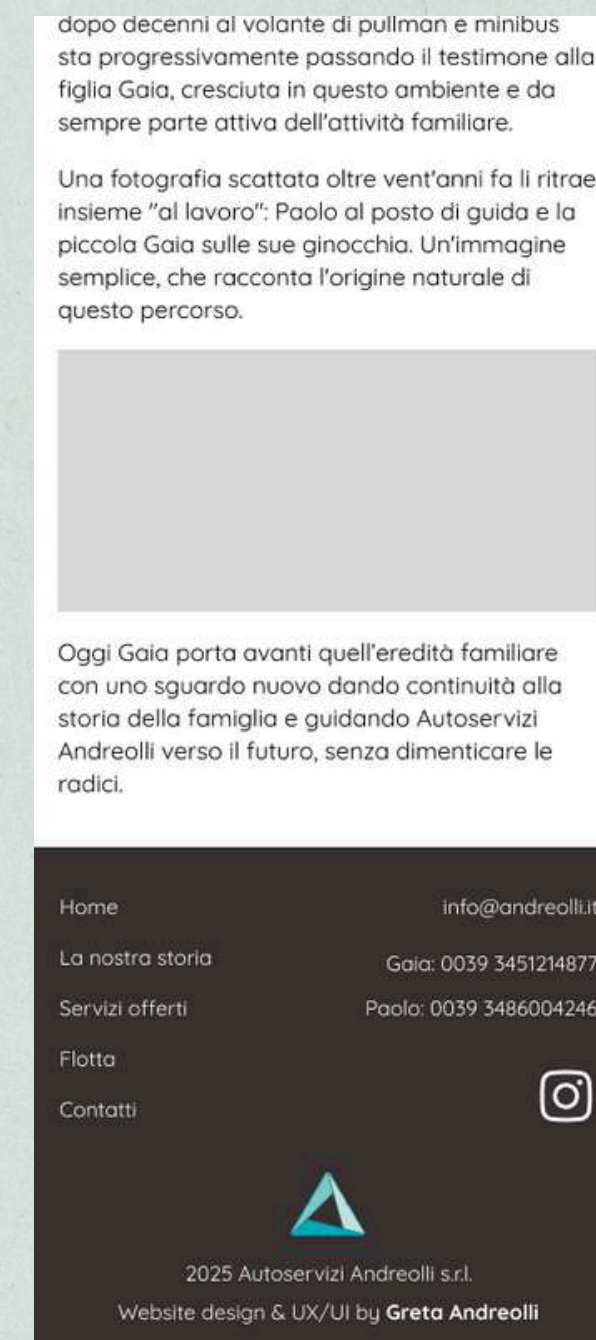 dopo decenni al volante di pullman e minibus
sta progressivamente passando il testimone alla
figlia Gaia, cresciuta in questo ambiente e da
sempre parte attiva dell'attività familiare.
Una fotografia scattata oltre vent'anni fa li ritrae
insieme "al lavoro": Paolo al posto di guida e la
piccola Gaia sulle sue ginocchia. Un'immagine
semplice, che racconta l'origine naturale di
questo percorso.
Oggi Gaia porta avanti quell'eredità familiare
con uno sguardo nuovo dando continuità alla
storia della famiglia e guidando Autoservizi
Andreolli verso il futuro, senza dimenticare le
radici.
Home
La nostra storia
Servizi offerti
Flotta
Contatti
info@andreolli.it
Gaia: 0039 3451214877
Paolo: 0039 3486004246
2025 Autoservizi Andreolli s.r.l.
Website design & UX/UI by Greta Andreolli